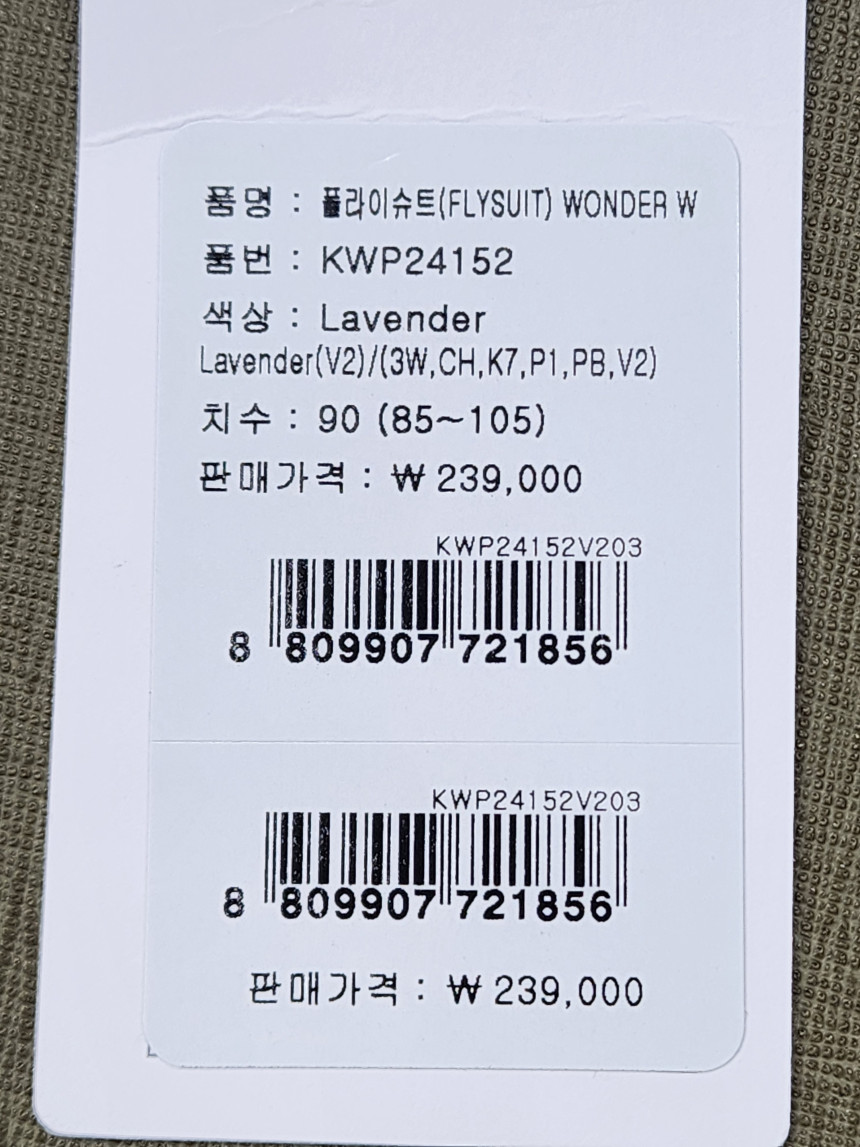 품명 : 플라이슈트(FLYSUIT) WONDER W
품번 : KWP24152
색상 : Lavender
Lavender(V2)/(3W,CH,K7,P1,PB,V2)
치수 : 90 (85~105)
판매가격 : ₩ 239,000
KWP24152V203
8 809907 721856
KWP24152V203
8 809907 721856
판매가격 : ₩ 239,000